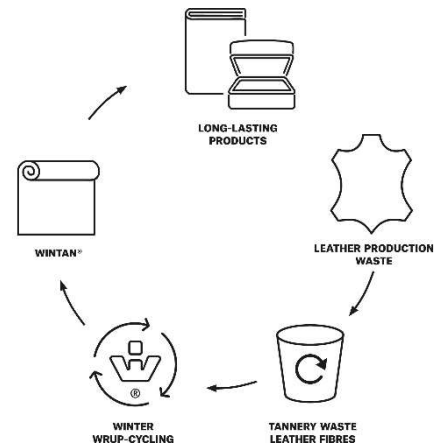 LONG-LASTING
PRODUCTS
LEATHER PRODUCTION
WASTE
TANNERY WASTE
LEATHER FIBRES
®
WINTER
WRUP-CYCLING
WINTAN®